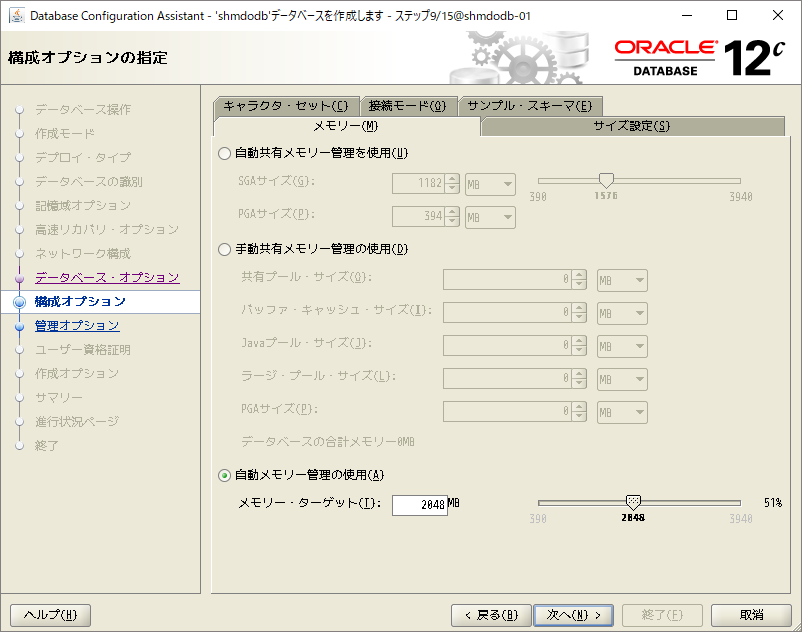 Database Configuration Assistant - 'shmdodb'データベースを作成します - ステップ9/15@shmdodb-01
構成オプションの指定
ORACLE
DATABASE
12c
データベース操作
作成モード
デプロイ・タイプ
データベースの識別
記憶域オプション
高速リカバリ・オプション
ネットワーク構成
データベース・オプション
構成オプション
管理オプション
ユーザー資格証明
作成オプション
サマリー
進行状況ページ
終了
キャラクタ・セット(C) 接続モード(O) サンプル・スキーマ(E)
メモリー(M) サイズ設定(S)
自動共有メモリー管理を使用(U)
SGAサイズ(G): 1182 MB
390 1576 3940
PGAサイズ(P): 394 MB
手動共有メモリー管理の使用(D)
共有プール・サイズ(O): 0 MB
バッファ・キャッシュ・サイズ(I): 0 MB
Javaプール・サイズ(J): 0 MB
ラージ・プール・サイズ(L): 0 MB
PGAサイズ(P): 0 MB
データベースの合計メモリー0MB
自動メモリー管理の使用(A)
メモリー・ターゲット(T): 2048 MB 51%
390 2048 3940
ヘルプ(H) < 戻る(B) 次へ(N) > 終了(F) 取消